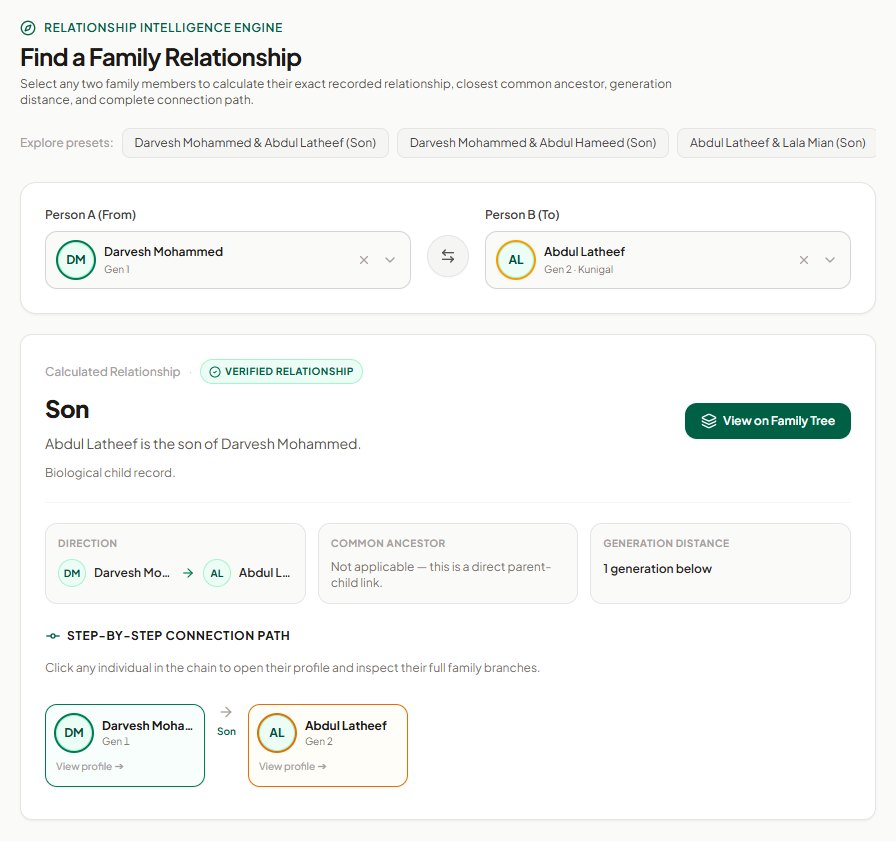 RELATIONSHIP INTELLIGENCE ENGINE
Find a Family Relationship
Select any two family members to calculate their exact recorded relationship, closest common ancestor, generation
distance, and complete connection path.
Explore presets: Darvesh Mohammed & Abdul Latheef (Son) Darvesh Mohammed & Abdul Hameed (Son) Abdul Latheef & Lala Mian (Son)
Person A (From) Person B (To)
DM Darvesh Mohammed AL Abdul Latheef
Gen 1 Gen 2 · Kunigal
Calculated Relationship · VERIFIED RELATIONSHIP
Son
View on Family Tree
Abdul Latheef is the son of Darvesh Mohammed.
Biological child record.
DIRECTION
DM Darvesh Mo... → AL Abdul L...
COMMON ANCESTOR
Not applicable — this is a direct parent-
child link.
GENERATION DISTANCE
1 generation below
STEP-BY-STEP CONNECTION PATH
Click any individual in the chain to open their profile and inspect their full family branches.
DM Darvesh Moha...
Gen 1
View profile →
→
Son
AL Abdul Latheef
Gen 2
View profile →